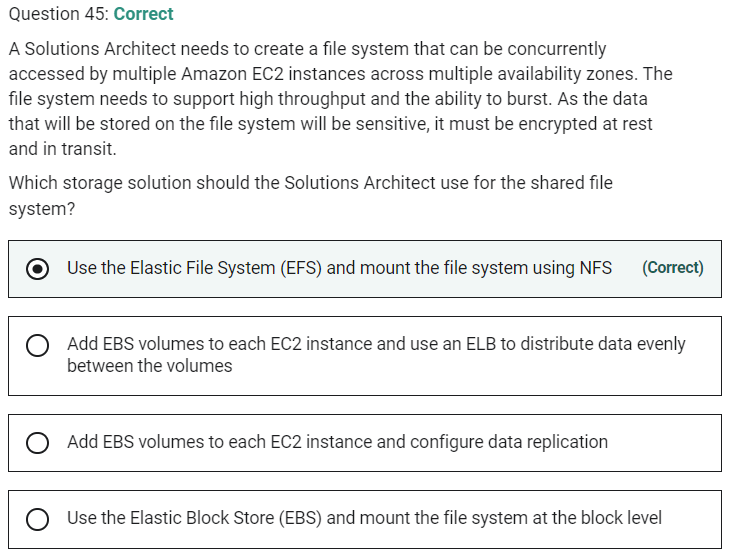 Question 45: Correct
A Solutions Architect needs to create a file system that can be concurrently
accessed by multiple Amazon EC2 instances across multiple availability zones. The
file system needs to support high throughput and the ability to burst. As the data
that will be stored on the file system will be sensitive, it must be encrypted at rest
and in transit.
Which storage solution should the Solutions Architect use for the shared file
system?
Use the Elastic File System (EFS) and mount the file system using NFS (Correct)
Add EBS volumes to each EC2 instance and use an ELB to distribute data evenly
between the volumes
Add EBS volumes to each EC2 instance and configure data replication
Use the Elastic Block Store (EBS) and mount the file system at the block level